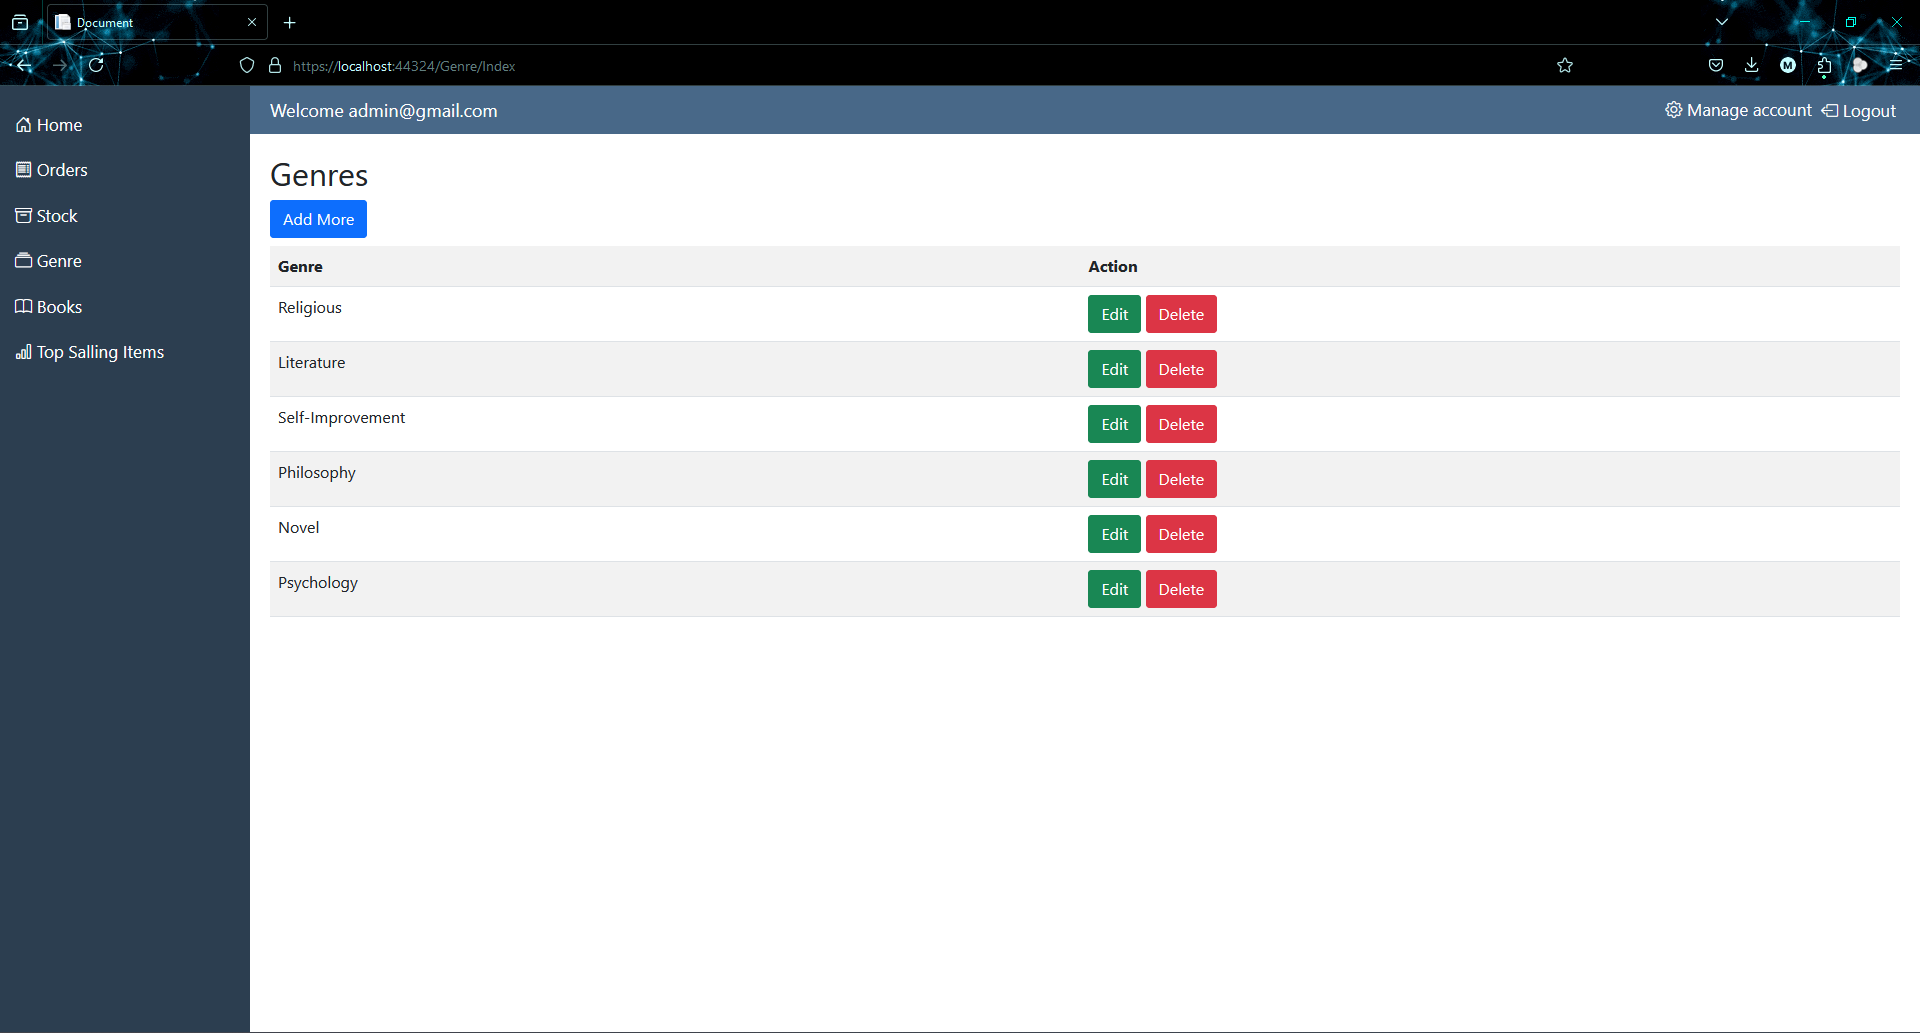 Document
https://localhost:44324/Genre/Index
M
Welcome admin@gmail.com
Manage account Logout
Home
Orders
Stock
Genre
Books
Top Salling Items
Genres
Add More
Genre Action
Religious Edit Delete
Literature Edit Delete
Self-Improvement Edit Delete
Philosophy Edit Delete
Novel Edit Delete
Psychology Edit Delete